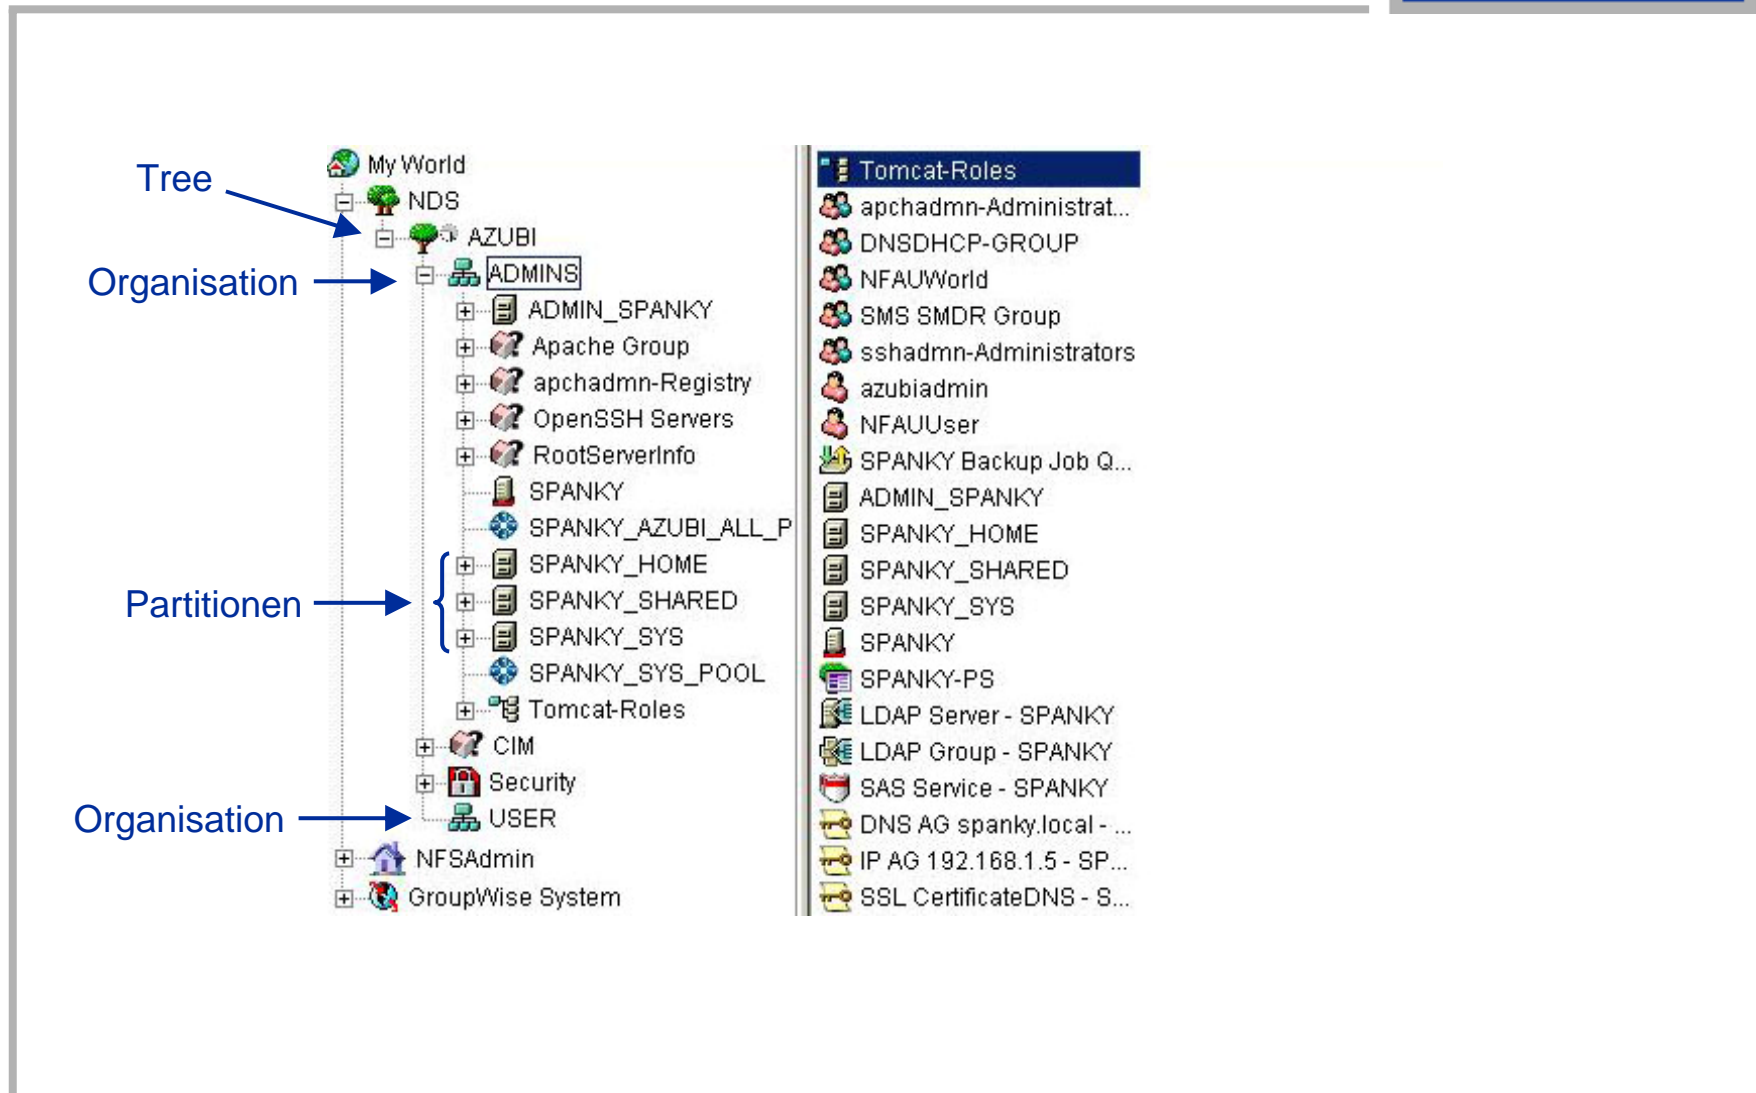 Tree
Organisation
Partitionen
Organisation
My World
NDS
AZUBI
ADMINS
ADMIN_SPANKY
Apache Group
apchadmn-Registry
OpenSSH Servers
RootServerInfo
SPANKY
SPANKY_AZUBI_ALL_P
SPANKY_HOME
SPANKY_SHARED
SPANKY_SYS
SPANKY_SYS_POOL
Tomcat-Roles
CIM
Security
USER
NFSAdmin
GroupWise System
Tomcat-Roles
apchadmn-Administrat...
DNSDHCP-GROUP
NFAUWorld
SMS SMDR Group
sshadmn-Administrators
azubiadmin
NFAUUser
SPANKY Backup Job Q...
ADMIN_SPANKY
SPANKY_HOME
SPANKY_SHARED
SPANKY_SYS
SPANKY
SPANKY-PS
LDAP Server - SPANKY
LDAP Group - SPANKY
SAS Service - SPANKY
DNS AG spanky.local - ...
IP AG 192.168.1.5 - SP...
SSL CertificateDNS - S...